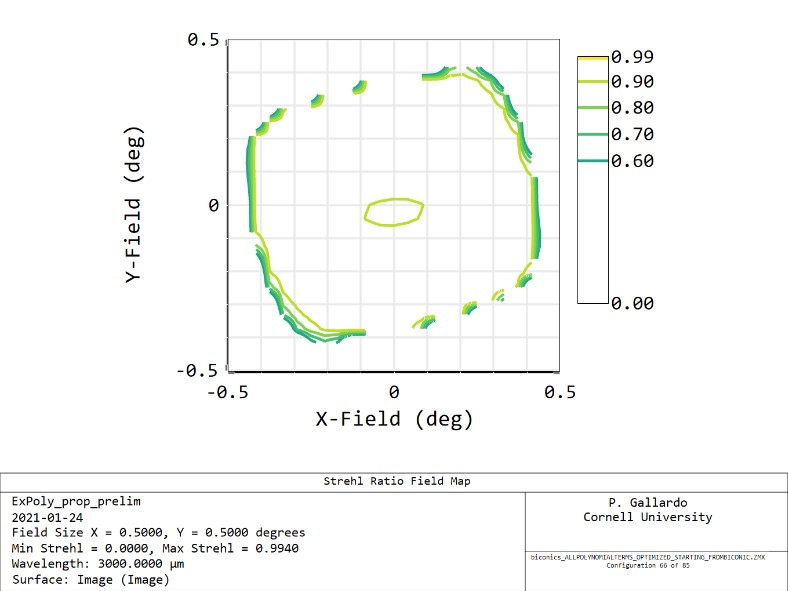 0.5
0
-0.5
Y-Field (deg)
-0.5
0
0.5
X-Field (deg)
0.99
0.90
0.80
0.70
0.60
0.00
Strehl Ratio Field Map
ExPoly_prop_prelim
2021-01-24
Field Size X = 0.5000, Y = 0.5000 degrees
Min Strehl = 0.0000, Max Strehl = 0.9940
Wavelength: 3000.0000 µm
Surface: Image (Image)
P. Gallardo
Cornell University
biconics_ALLPOLYNOMIALTERMS_OPTIMIZED_STARTING_FROMBICONIC.ZMX
Configuration 66 of 85